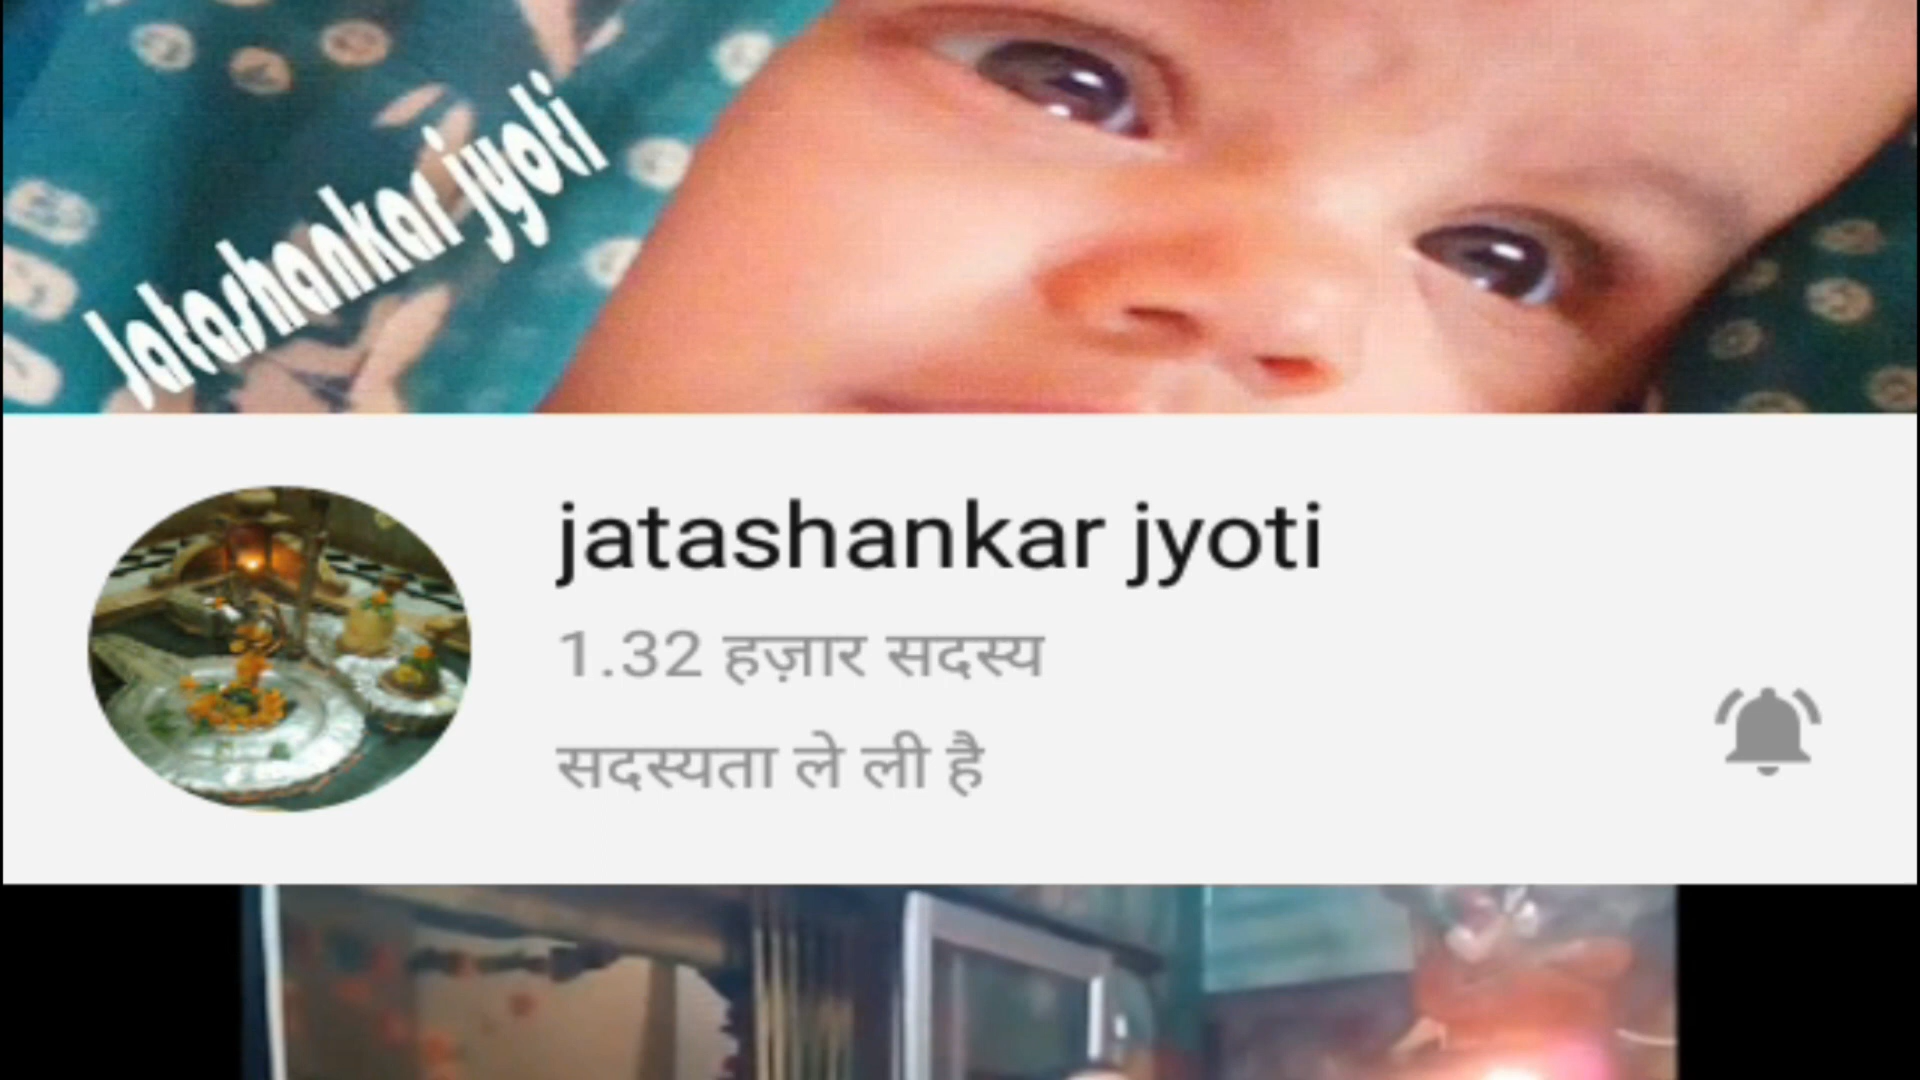 Jatashankar jyoti
jatashankar jyoti
1.32 हज़ार सदस्य
सदस्यता ले ली है